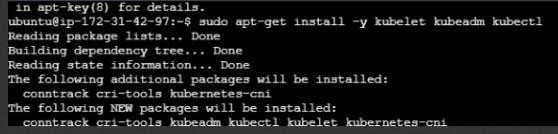 in apt-key(8) for details.
ubuntu@ip-172-31-42-97:~$ sudo apt-get install -y kubelet kubeadm kubectl
Reading package lists... Done
Building dependency tree... Done
Reading state information... Done
The following additional packages will be installed:
conntrack cri-tools kubernetes-cni
The following NEW packages will be installed:
conntrack cri-tools kubeadm kubectl kubelet kubernetes-cni